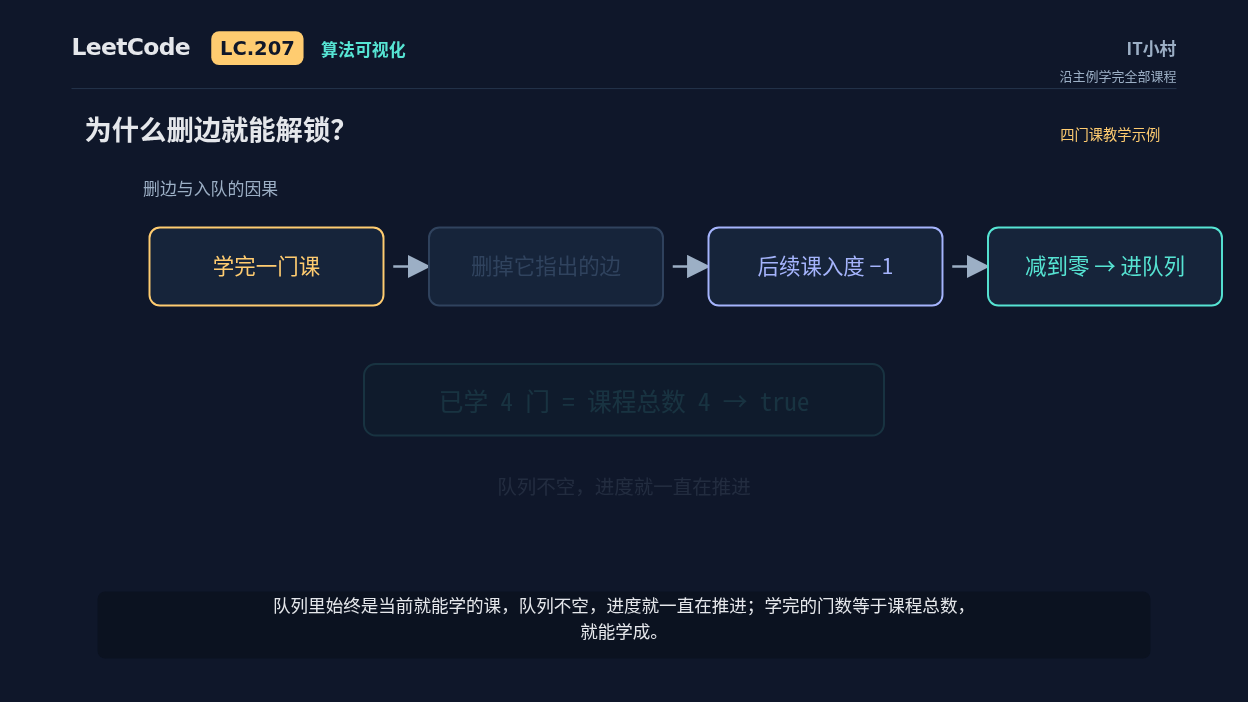 LeetCode LC.207 算法可视化
IT小村
沿主例学完全部课程
为什么删边就能解锁?
四门课教学示例
删边与入队的因果
学完一门课 删掉它指出的边 后续课入度 −1 减到零 → 进队列
已学 4 门 = 课程总数 4 → true
队列不空，进度就一直在推进
队列里始终是当前就能学的课，队列不空，进度就一直在推进；学完的门数等于课程总数，
就能学成。